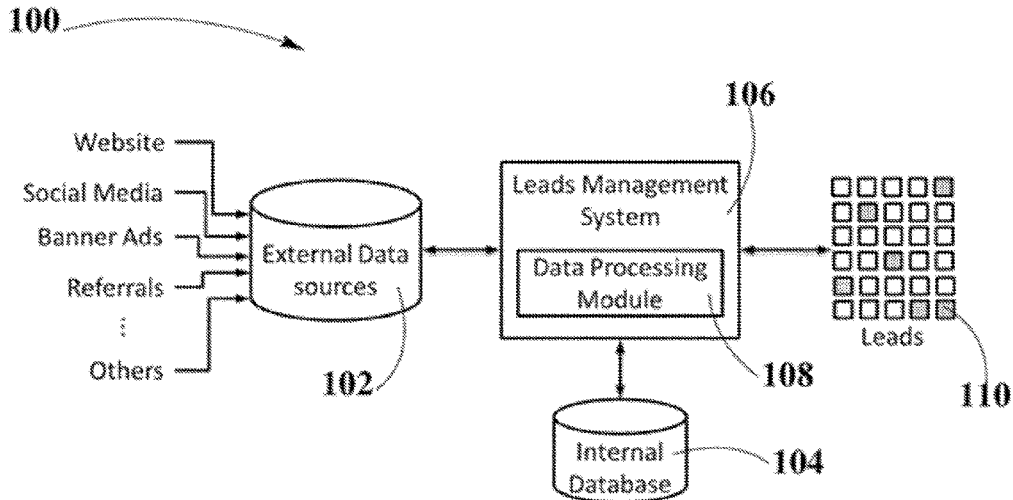 100
106
Website
Social Media
Banner Ads
Referrals
⋮
Others
External Data
sources
102
Leads Management
System
Data Processing
Module
108
Leads
110
Internal
Database
104